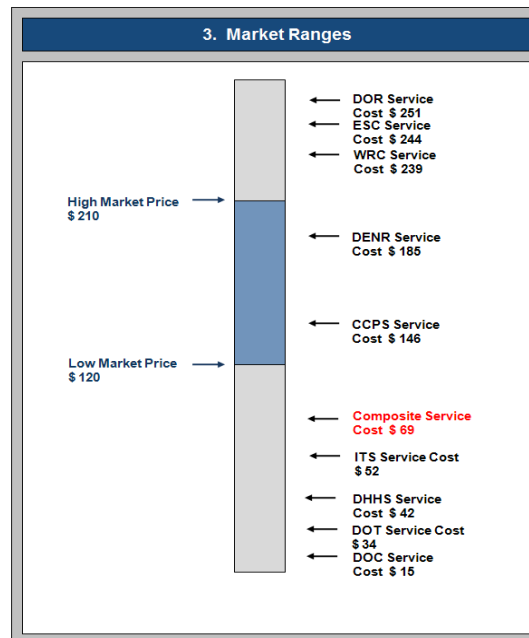 3. Market Ranges
DOR Service
Cost $ 251
ESC Service
Cost $ 244
WRC Service
Cost $ 239
High Market Price
$ 210
DENR Service
Cost $ 185
CCPS Service
Cost $ 146
Low Market Price
$ 120
Composite Service
Cost $ 69
ITS Service Cost
$ 52
DHHS Service
Cost $ 42
DOT Service Cost
$ 34
DOC Service
Cost $ 15